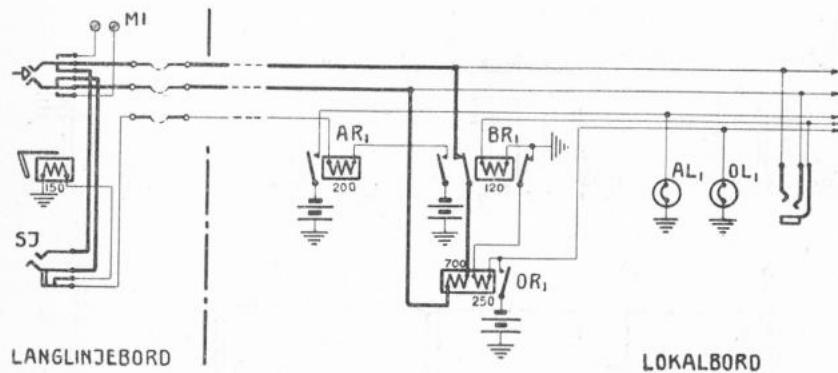 MI
AR₁
BR₁
150
200
120
AL₁
OL₁
SJ
700
250
OR₁
LANGLINJEBORD
LOKALBORD